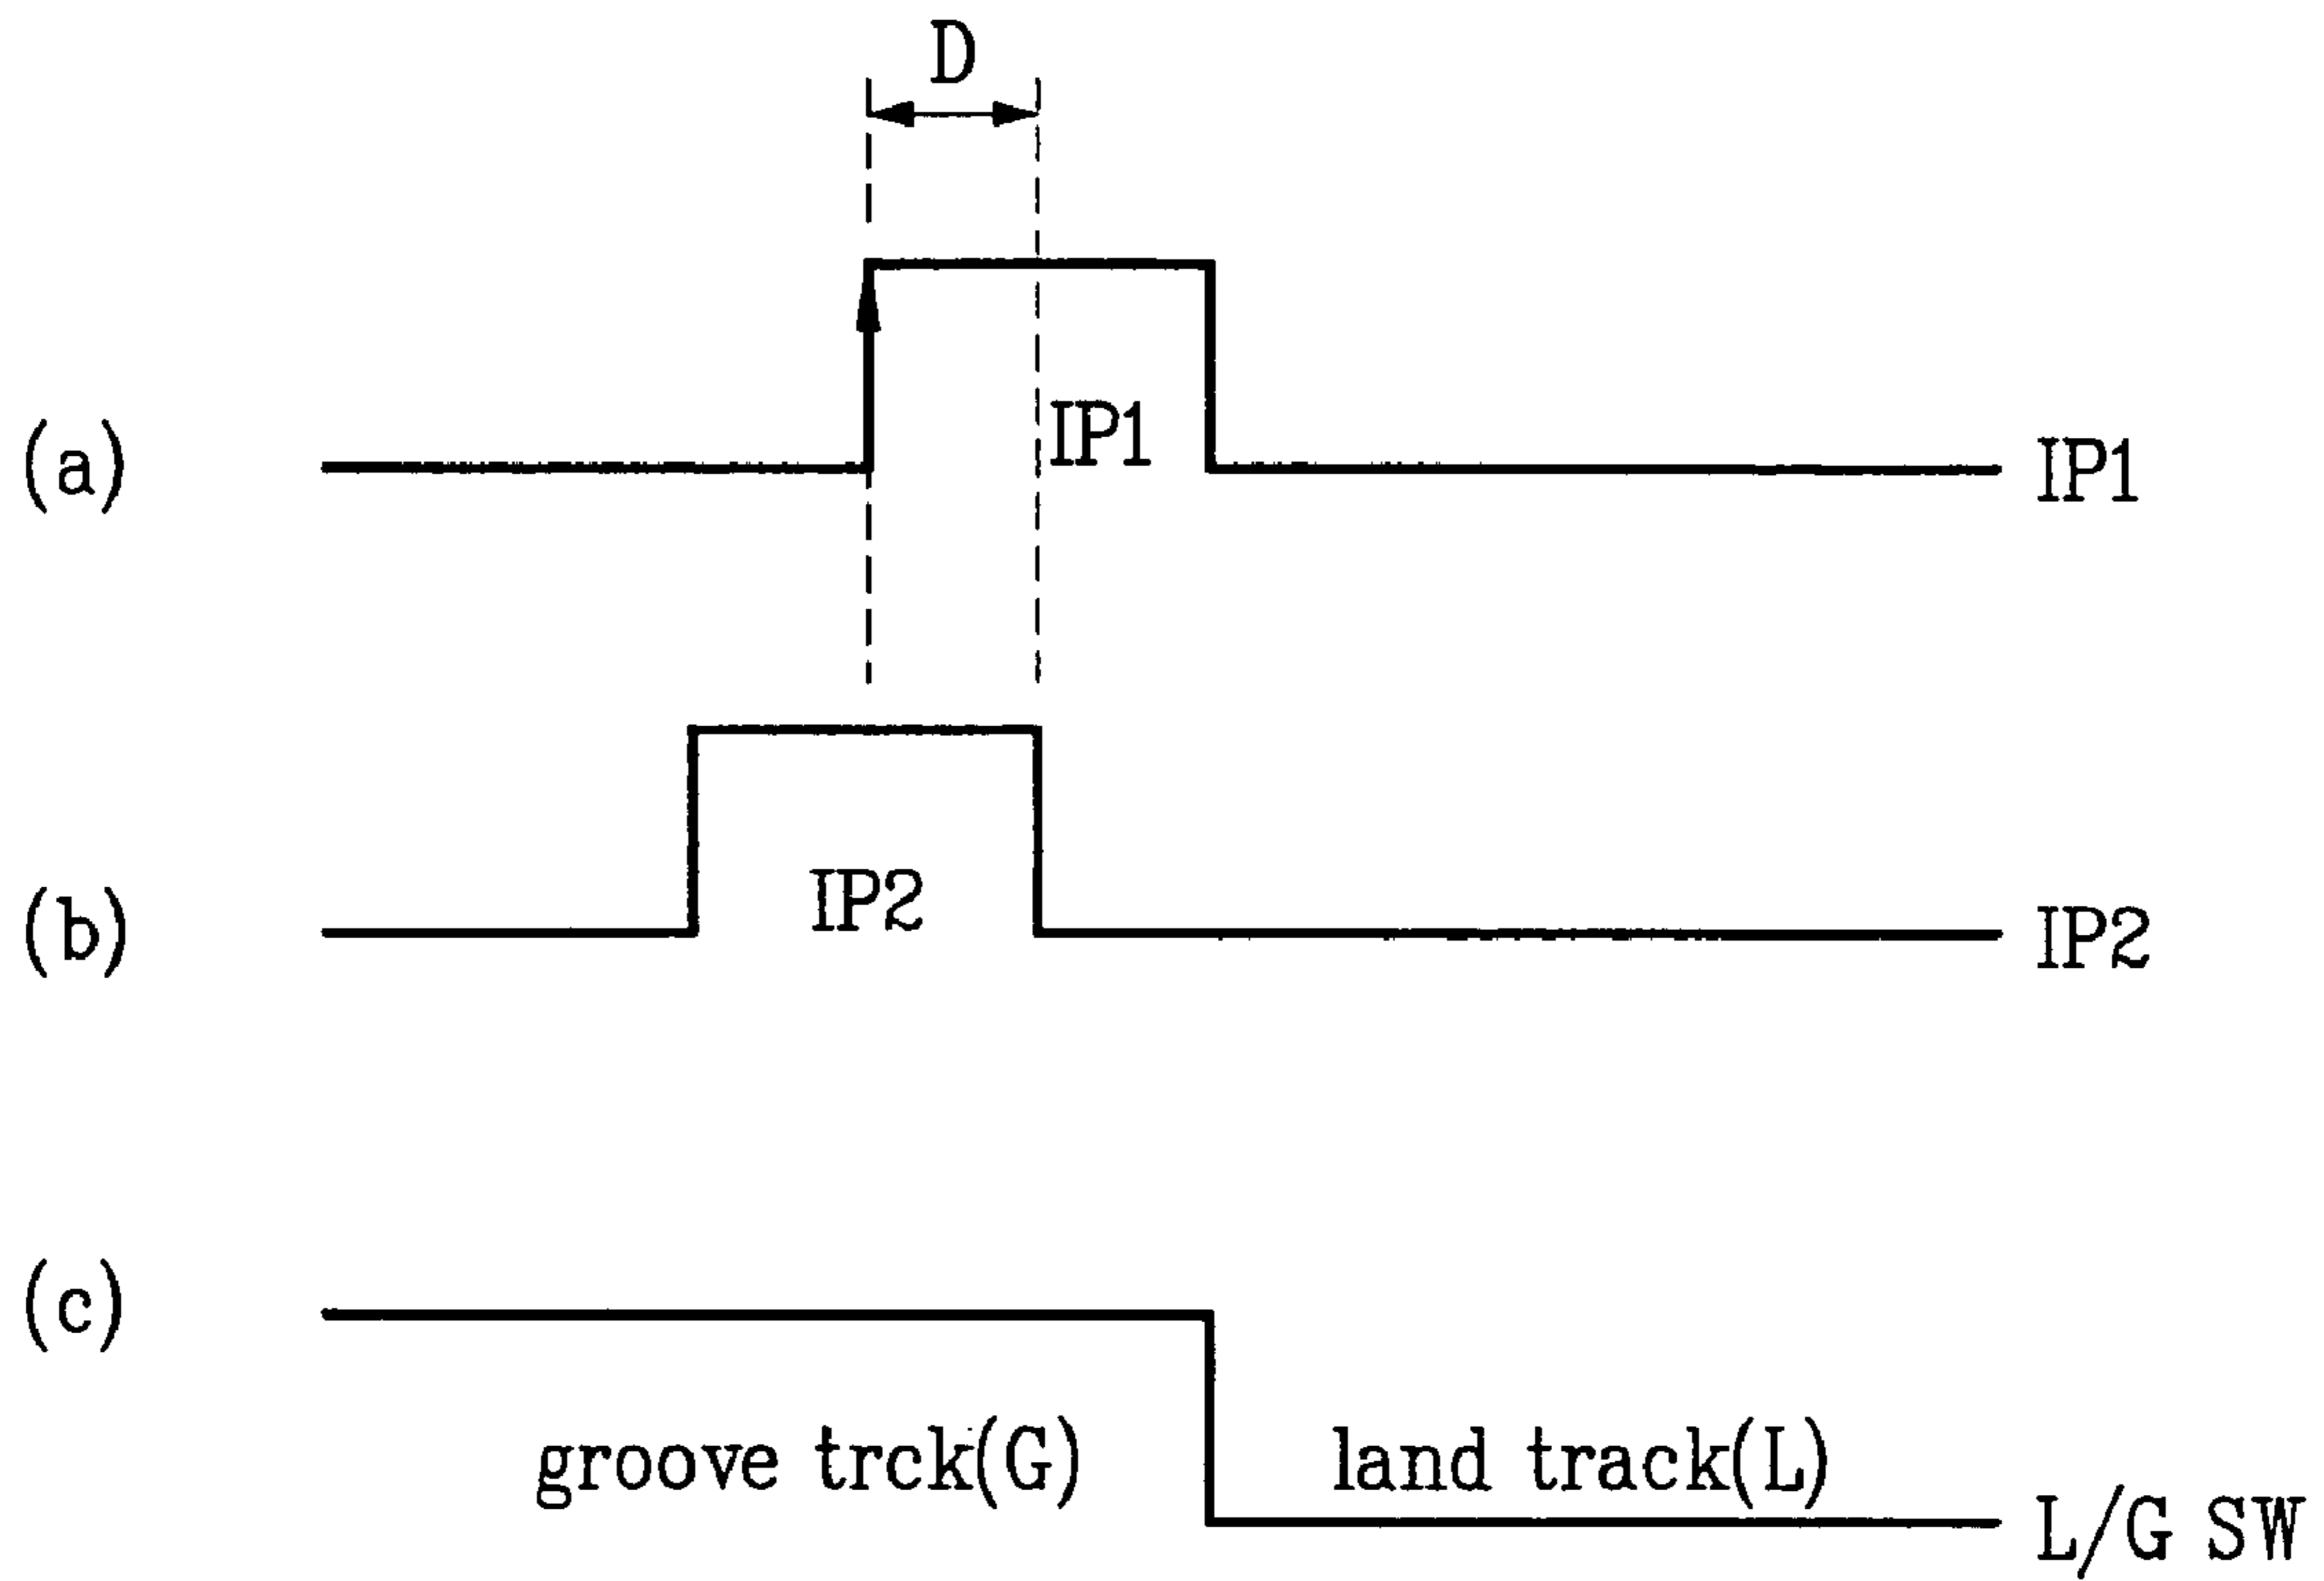 D
IP1
(a) IP1
IP2
(b) IP2
(c)
groove trck(G) land track(L)
L/G SW